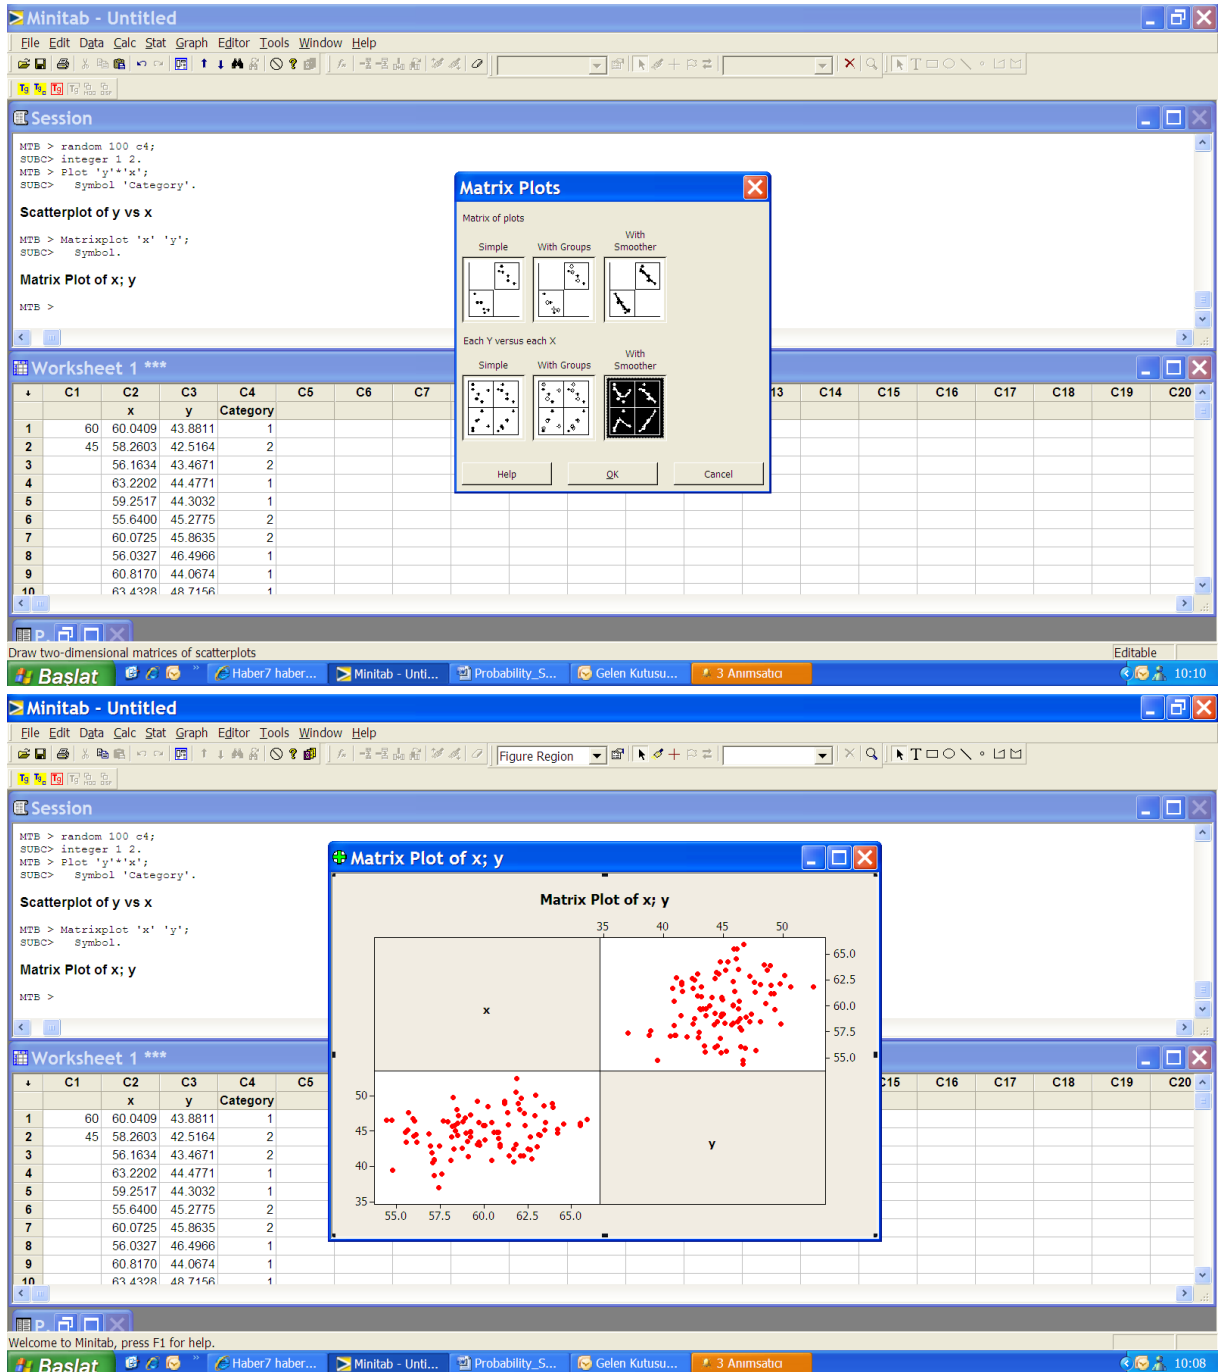 Minitab - Untitled
File Edit Data Calc Stat Graph Editor Tools Window Help
Session
MTB > random 100 c4;
SUBC> integer 1 2.
MTB > Plot 'y'*'x';
SUBC> Symbol 'Category'.
Scatterplot of y vs x
MTB > Matrixplot 'x' 'y';
SUBC> Symbol.
Matrix Plot of x; y
MTB >
Matrix Plots
Matrix of plots
Simple With Groups With Smoother
Each Y versus each X
Simple With Groups With Smoother
Help OK Cancel
Worksheet 1 ***
C1 C2 C3 C4 C5 C6 C7 13 C14 C15 C16 C17 C18 C19 C20
x y Category
1 60 60.0409 43.8811 1
2 45 58.2603 42.5164 2
3 56.1634 43.4671 2
4 63.2202 44.4771 1
5 59.2517 44.3032 1
6 55.6400 45.2775 2
7 60.0725 45.8635 2
8 56.0327 46.4966 1
9 60.8170 44.0674 1
10 63.4328 48.7156 1
P.
Draw two-dimensional matrices of scatterplots Editable
Başlat Haber7 haber... Minitab - Unti... Probability_S... Gelen Kutusu... 3 Anımsatıcı 10:10
Minitab - Untitled
File Edit Data Calc Stat Graph Editor Tools Window Help
Figure Region
Session
MTB > random 100 c4;
SUBC> integer 1 2.
MTB > Plot 'y'*'x';
SUBC> Symbol 'Category'.
Scatterplot of y vs x
MTB > Matrixplot 'x' 'y';
SUBC> Symbol.
Matrix Plot of x; y
MTB >
Matrix Plot of x; y
Matrix Plot of x; y
35 40 45 50
65.0
62.5
60.0
57.5
55.0
x
50
45
40
35
y
55.0 57.5 60.0 62.5 65.0
Worksheet 1 ***
C1 C2 C3 C4 C5 C15 C16 C17 C18 C19 C20
x y Category
1 60 60.0409 43.8811 1
2 45 58.2603 42.5164 2
3 56.1634 43.4671 2
4 63.2202 44.4771 1
5 59.2517 44.3032 1
6 55.6400 45.2775 2
7 60.0725 45.8635 2
8 56.0327 46.4966 1
9 60.8170 44.0674 1
10 63.4328 48.7156 1
P.
Welcome to Minitab, press F1 for help.
Başlat Haber7 haber... Minitab - Unti... Probability_S... Gelen Kutusu... 3 Anımsatıcı 10:08